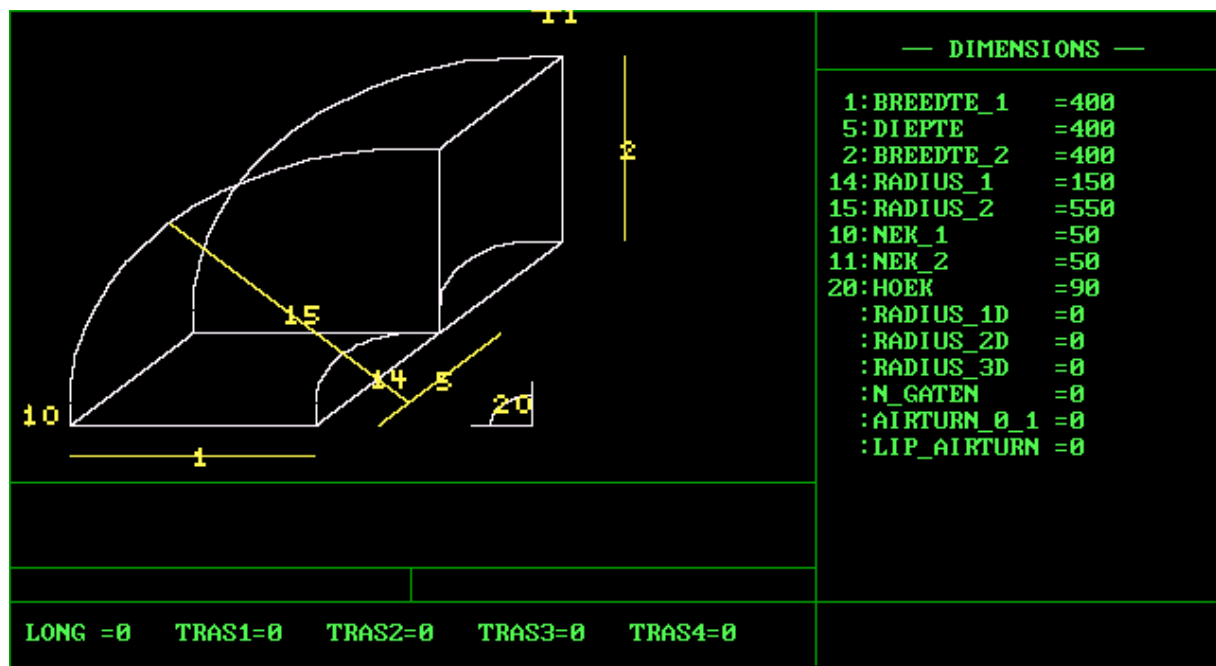 11
2
15
14 5
10 20
1
— DIMENSIONS —
1:BREEDTE_1 =400
5:DIEPTE =400
2:BREEDTE_2 =400
14:RADIUS_1 =150
15:RADIUS_2 =550
10:NEK_1 =50
11:NEK_2 =50
20:HOEK =90
:RADIUS_1D =0
:RADIUS_2D =0
:RADIUS_3D =0
:N_GATEN =0
:AIRTURN_0_1 =0
:LIP_AIRTURN =0
LONG =0 TRAS1=0 TRAS2=0 TRAS3=0 TRAS4=0